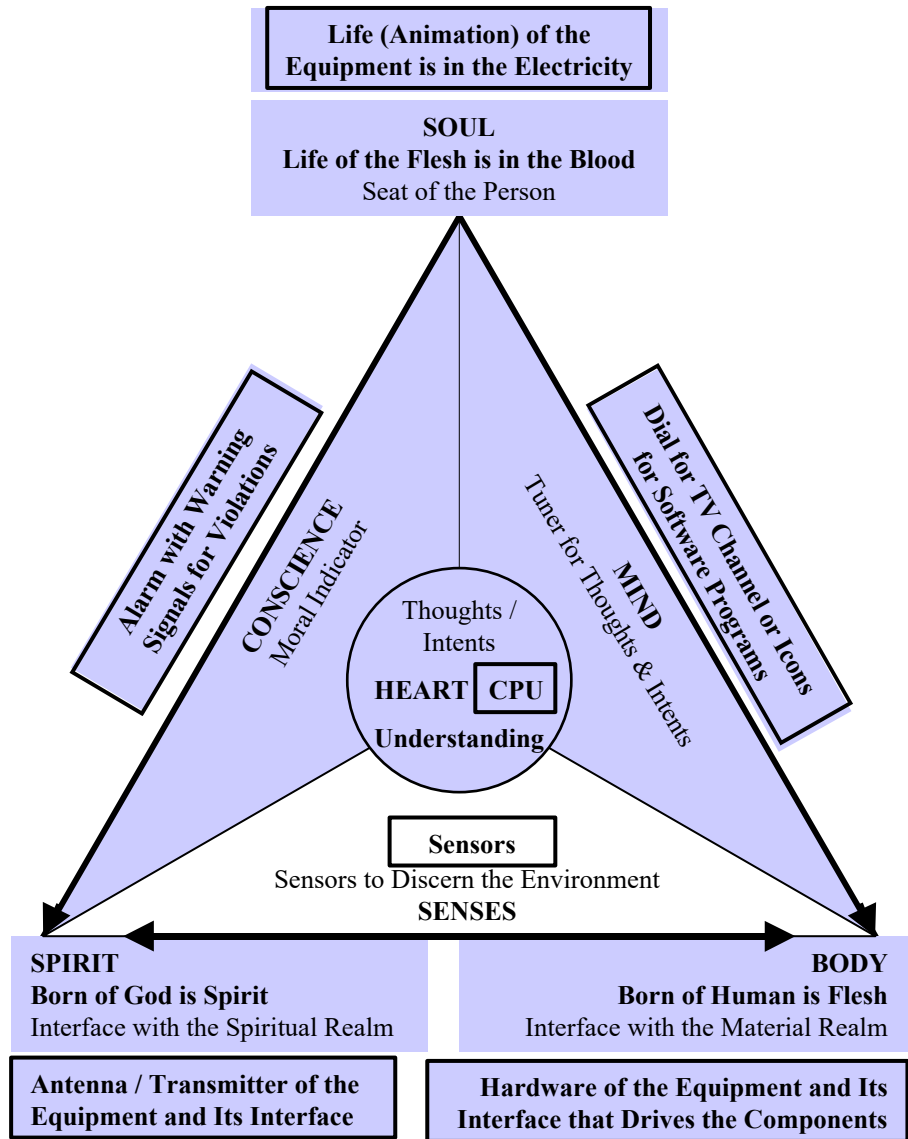 Life (Animation) of the
Equipment is in the Electricity
SOUL
Life of the Flesh is in the Blood
Seat of the Person
Alarm with Warning
Signals for Violations
CONSCIENCE
Moral Indicator
Dial for TV Channel or Icons
for Software Programs
MIND
Tuner for Thoughts & Intents
Thoughts /
Intents
HEART CPU
Understanding
Sensors
Sensors to Discern the Environment
SENSES
SPIRIT
Born of God is Spirit
Interface with the Spiritual Realm
BODY
Born of Human is Flesh
Interface with the Material Realm
Antenna / Transmitter of the
Equipment and Its Interface
Hardware of the Equipment and Its
Interface that Drives the Components